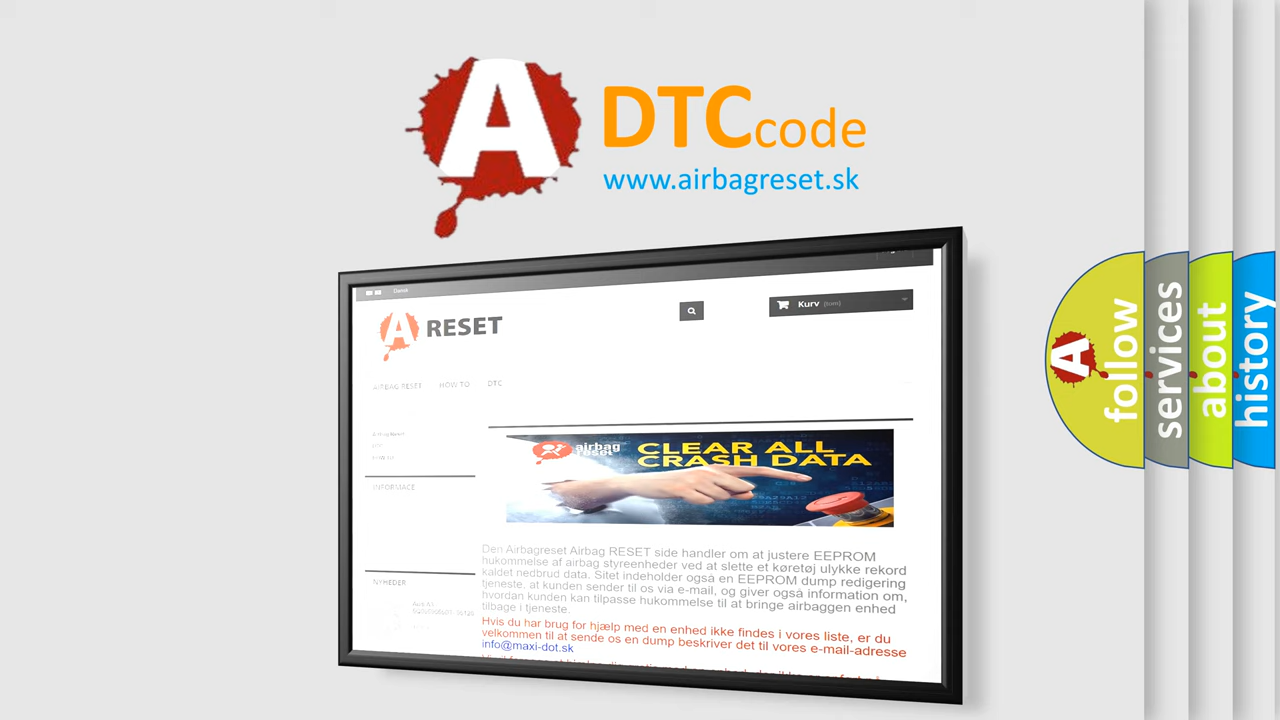 A DTCcode
www.airbagreset.sk
Dansk
Kurv (tom)
A RESET
AIRBAG RESET HOW TO DTC
INFORMACE
NYHEDER
airbag
reset
CLEAR ALL
CRASH DATA
Den Airbagreset Airbag RESET side handler om at justere EEPROM
hukommelse af airbag styreenheder ved at slette et køretøj ulykke rekord
kaldet nedbrud data. Sitet indeholder også en EEPROM dump redigering
tjeneste, at kunden sender til os via e-mail, og giver også information om,
hvordan kunden kan tilpasse hukommelse til at bringe airbaggen enhed
tilbage i tjeneste.
Hvis du har brug for hjælp med en enhed ikke findes i vores liste, er du
velkommen til at sende os en dump beskriver det til vores e-mail-adresse
info@maxi-dot.sk
A
follow
services
about
history